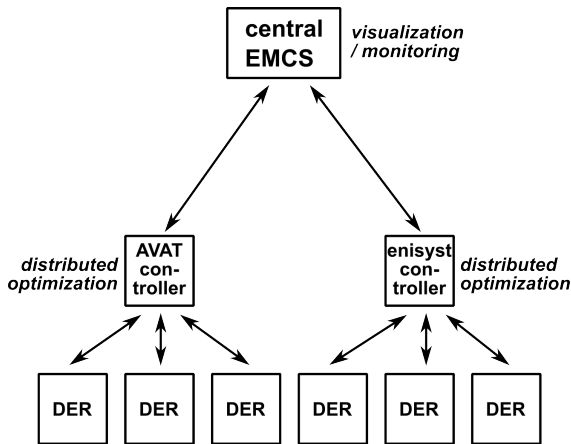 central
EMCS
visualization
/ monitoring
distributed
optimization
AVAT
con-
troller
enisyst
con-
troller
distributed
optimization
DER
DER
DER
DER
DER
DER